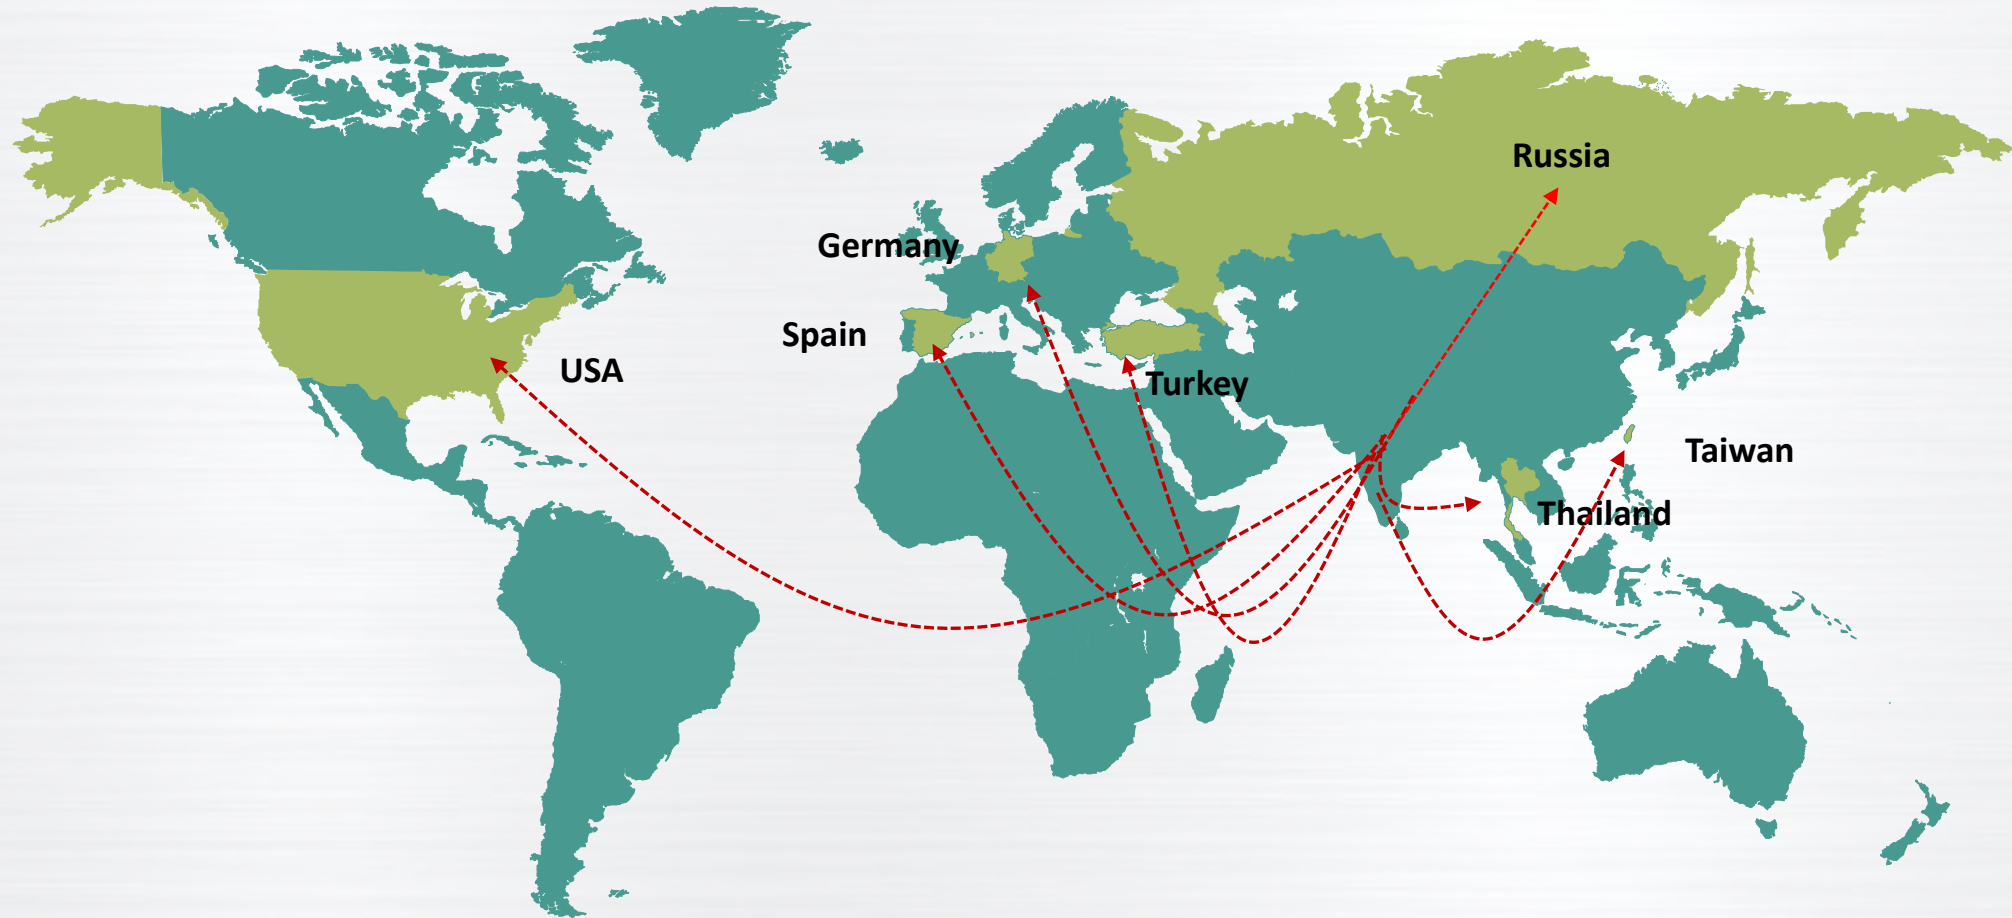 Russia
Germany
Spain
USA
Turkey
Taiwan
Thailand